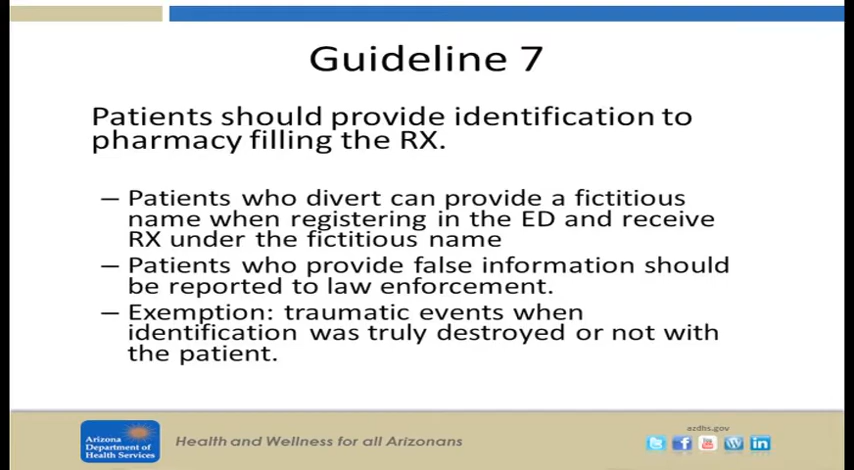 Guideline 7
Patients should provide identification to
pharmacy filling the RX.
– Patients who divert can provide a fictitious
name when registering in the ED and receive
RX under the fictitious name
– Patients who provide false information should
be reported to law enforcement.
– Exemption: traumatic events when
identification was truly destroyed or not with
the patient.
Arizona
Department of
Health Services
Health and Wellness for all Arizonans
azdhs.gov